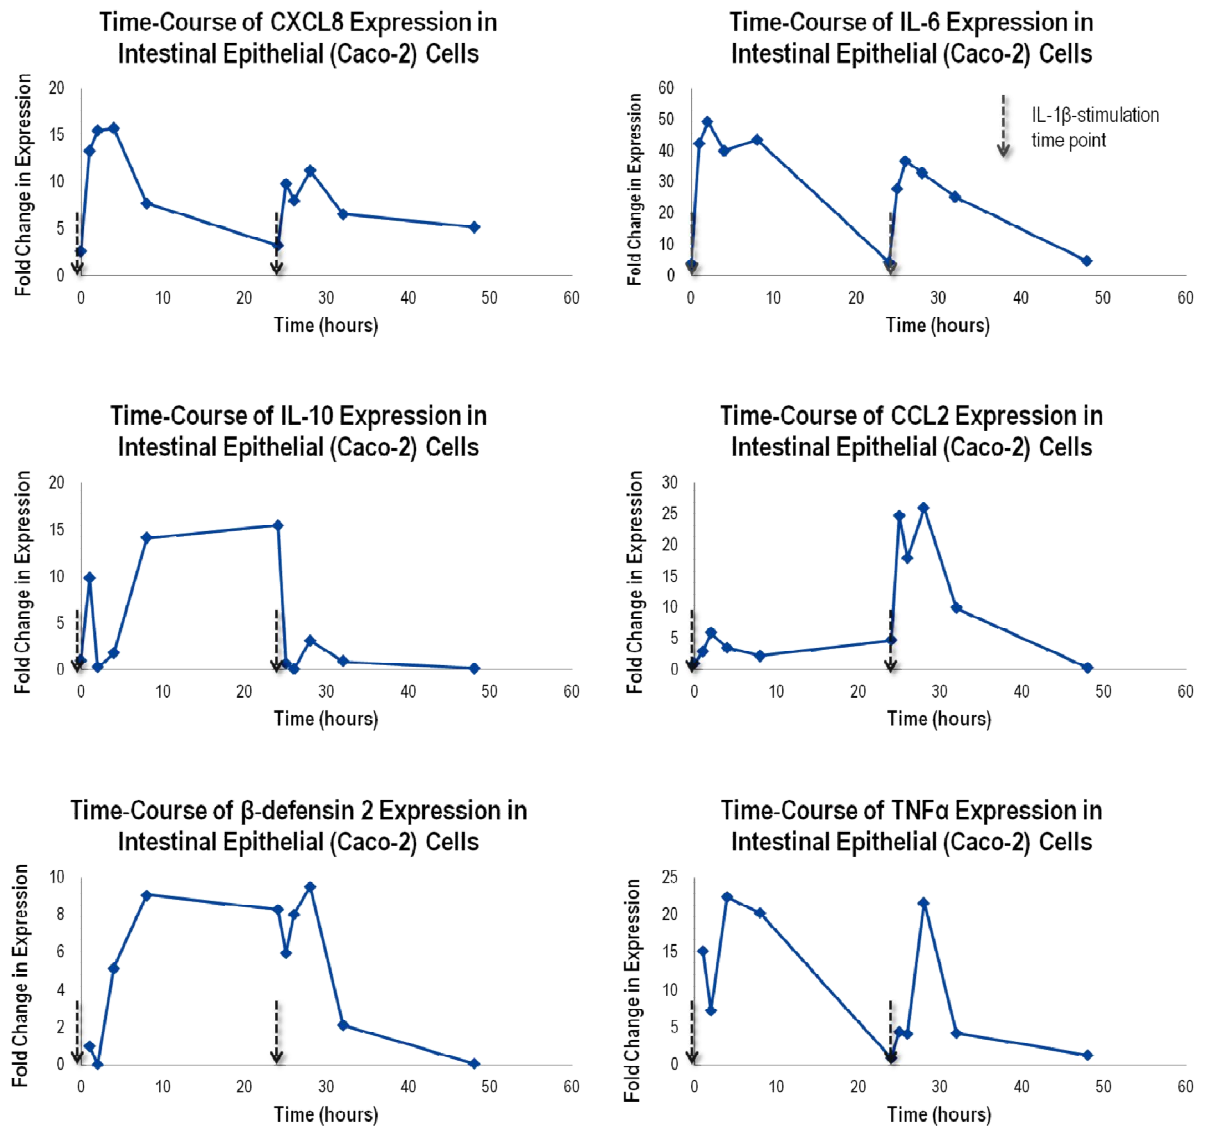 Time-Course of CXCL8 Expression in
Intestinal Epithelial (Caco-2) Cells
Fold Change in Expression
20
15
10
5
0
0 10 20 30 40 50 60
Time (hours)
Time-Course of IL-6 Expression in
Intestinal Epithelial (Caco-2) Cells
Fold Change in Expression
60
50
40
30
20
10
0
IL-1β-stimulation
time point
0 10 20 30 40 50 60
Time (hours)
Time-Course of IL-10 Expression in
Intestinal Epithelial (Caco-2) Cells
Fold Change in Expression
20
15
10
5
0
0 10 20 30 40 50 60
Time (hours)
Time-Course of CCL2 Expression in
Intestinal Epithelial (Caco-2) Cells
Fold Change in Expression
30
25
20
15
10
5
0
0 10 20 30 40 50 60
Time (hours)
Time-Course of β-defensin 2 Expression in
Intestinal Epithelial (Caco-2) Cells
Fold Change in Expression
10
8
6
4
2
0
0 10 20 30 40 50 60
Time (hours)
Time-Course of TNFα Expression in
Intestinal Epithelial (Caco-2) Cells
Fold Change in Expression
25
20
15
10
5
0
0 10 20 30 40 50 60
Time (hours)